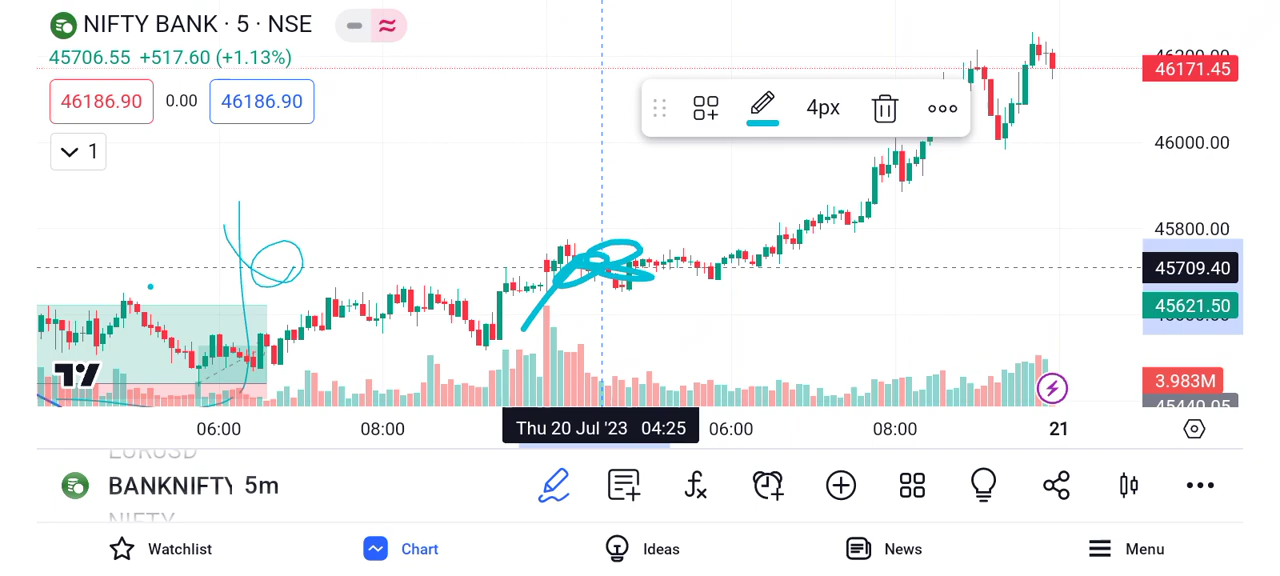 NIFTY BANK · 5 · NSE
45706.55 +517.60 (+1.13%)
46186.90 0.00 46186.90
1
4px
46171.45
46000.00
45800.00
45709.40
45621.50
3.983M
06:00 08:00 Thu 20 Jul '23 04:25 06:00 08:00 21
EURUSD
BANKNIFTY 5m
NIFTY
Watchlist Chart Ideas News Menu